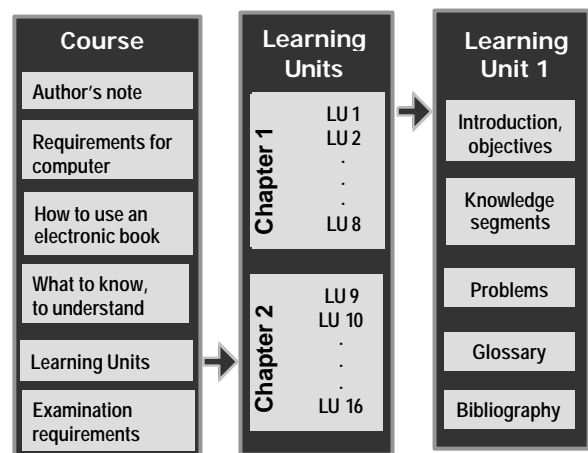 Course
Author's note
Requirements for
computer
How to use an
electronic book
What to know,
to understand
Learning Units
Examination
requirements
Learning
Units
Chapter 1
LU 1
LU 2
.
.
.
LU 8
Chapter 2
LU 9
LU 10
.
.
.
LU 16
Learning
Unit 1
Introduction,
objectives
Knowledge
segments
Problems
Glossary
Bibliography